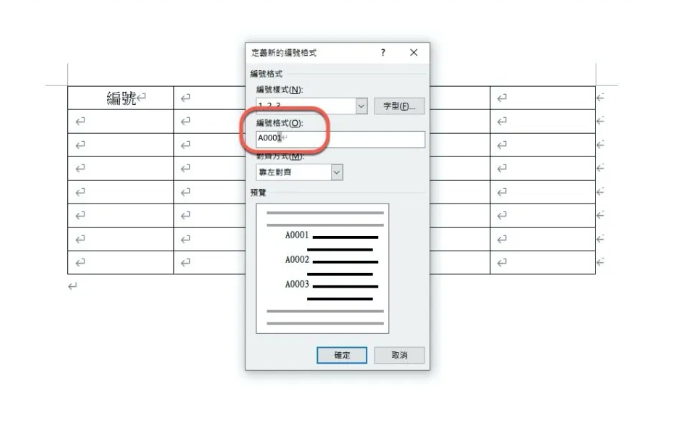 定義新的編號格式 ? ×
編號格式
編號樣式(N):
1, 2, 3,
字型(F)...
編號格式(O):
A0001
對齊方式(M):
靠左對齊
預覽
A0001
A0002
A0003
確定 取消
編號